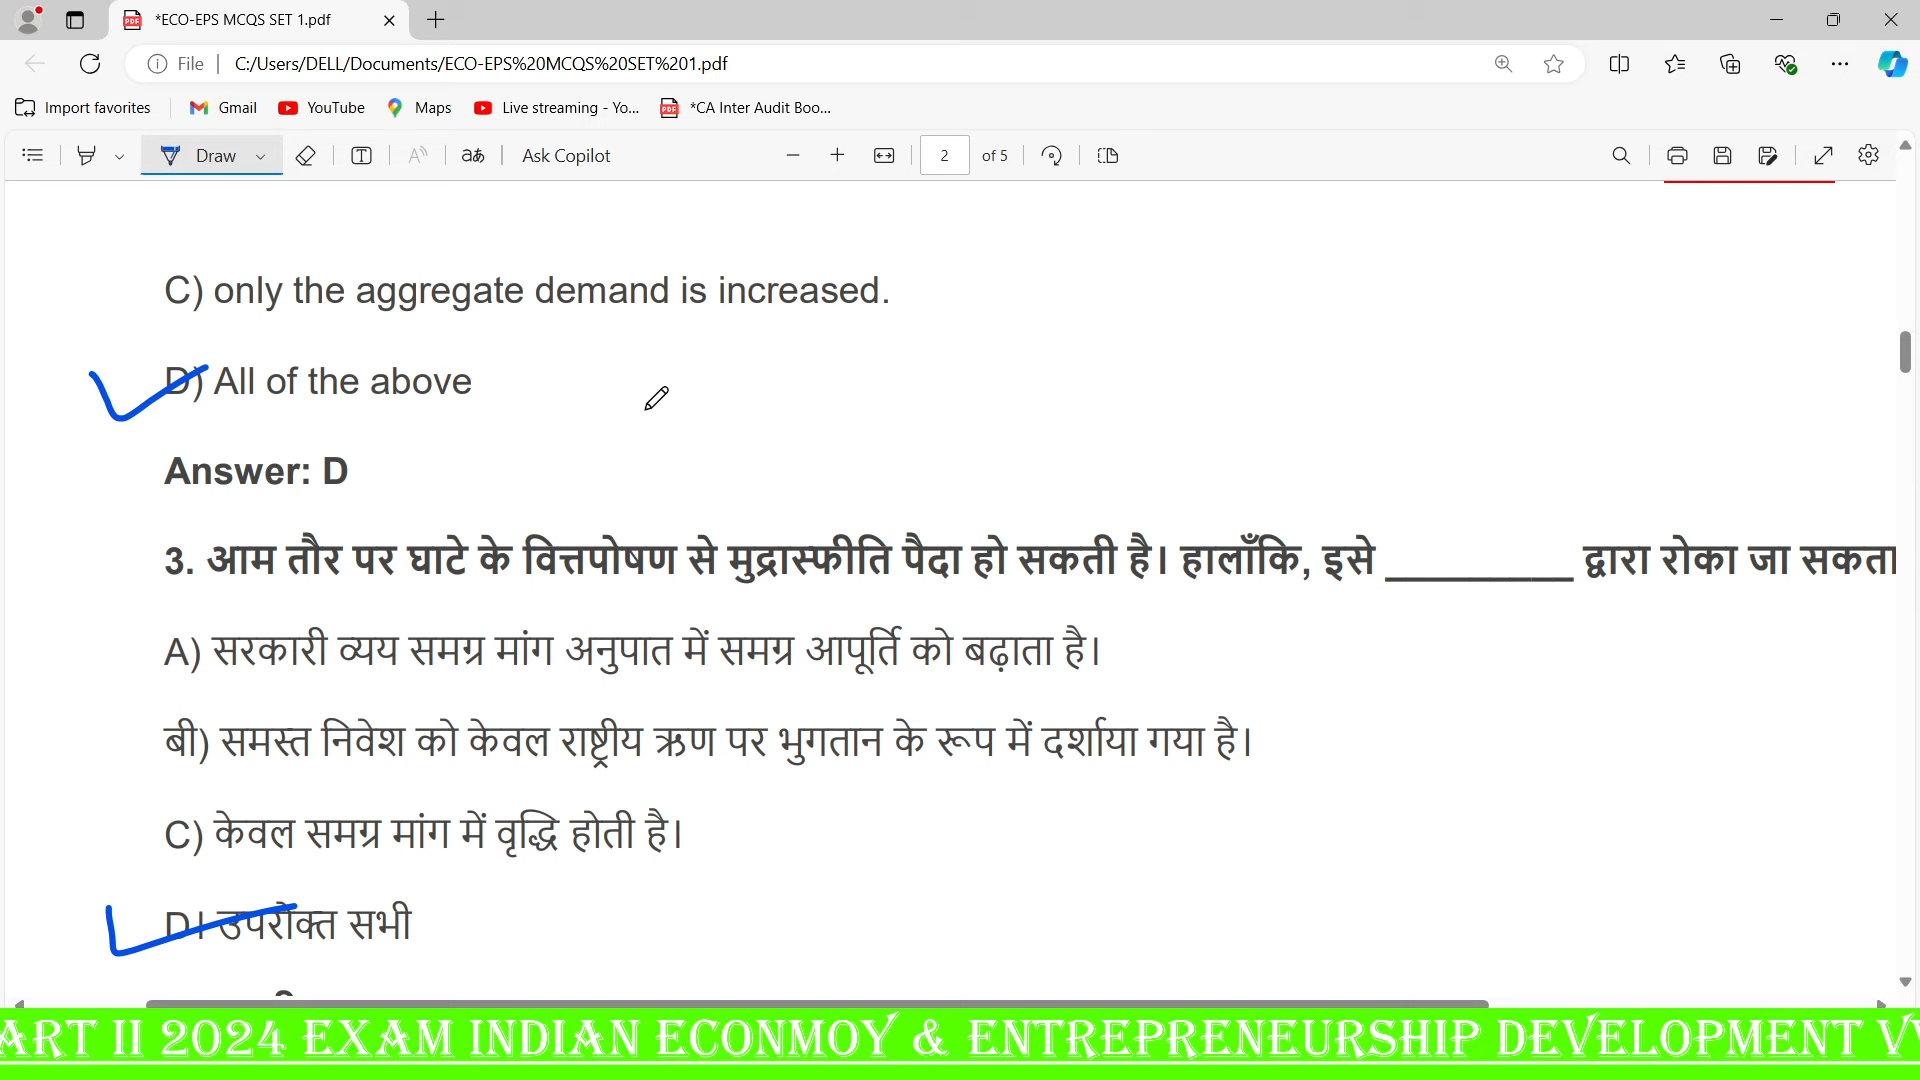 *ECO-EPS MCQS SET 1.pdf
File
C:/Users/DELL/Documents/ECO-EPS%20MCQS%20SET%201.pdf
Import favorites
Gmail
YouTube
Maps
Live streaming - Yo...
*CA Inter Audit Boo...
Draw
Ask Copilot
2 of 5
C) only the aggregate demand is increased.
D) All of the above
Answer: D
3. आम तौर पर घाटे के वित्तपोषण से मुद्रास्फीति पैदा हो सकती है। हालाँकि, इसे _________ द्वारा रोका जा सकता
A) सरकारी व्यय समग्र मांग अनुपात में समग्र आपूर्ति को बढ़ाता है।
बी) समस्त निवेश को केवल राष्ट्रीय ऋण पर भुगतान के रूप में दर्शाया गया है।
C) केवल समग्र मांग में वृद्धि होती है।
D। उपरोक्त सभी
ART II 2024 EXAM INDIAN ECONMOY & ENTREPRENEURSHIP DEVELOPMENT